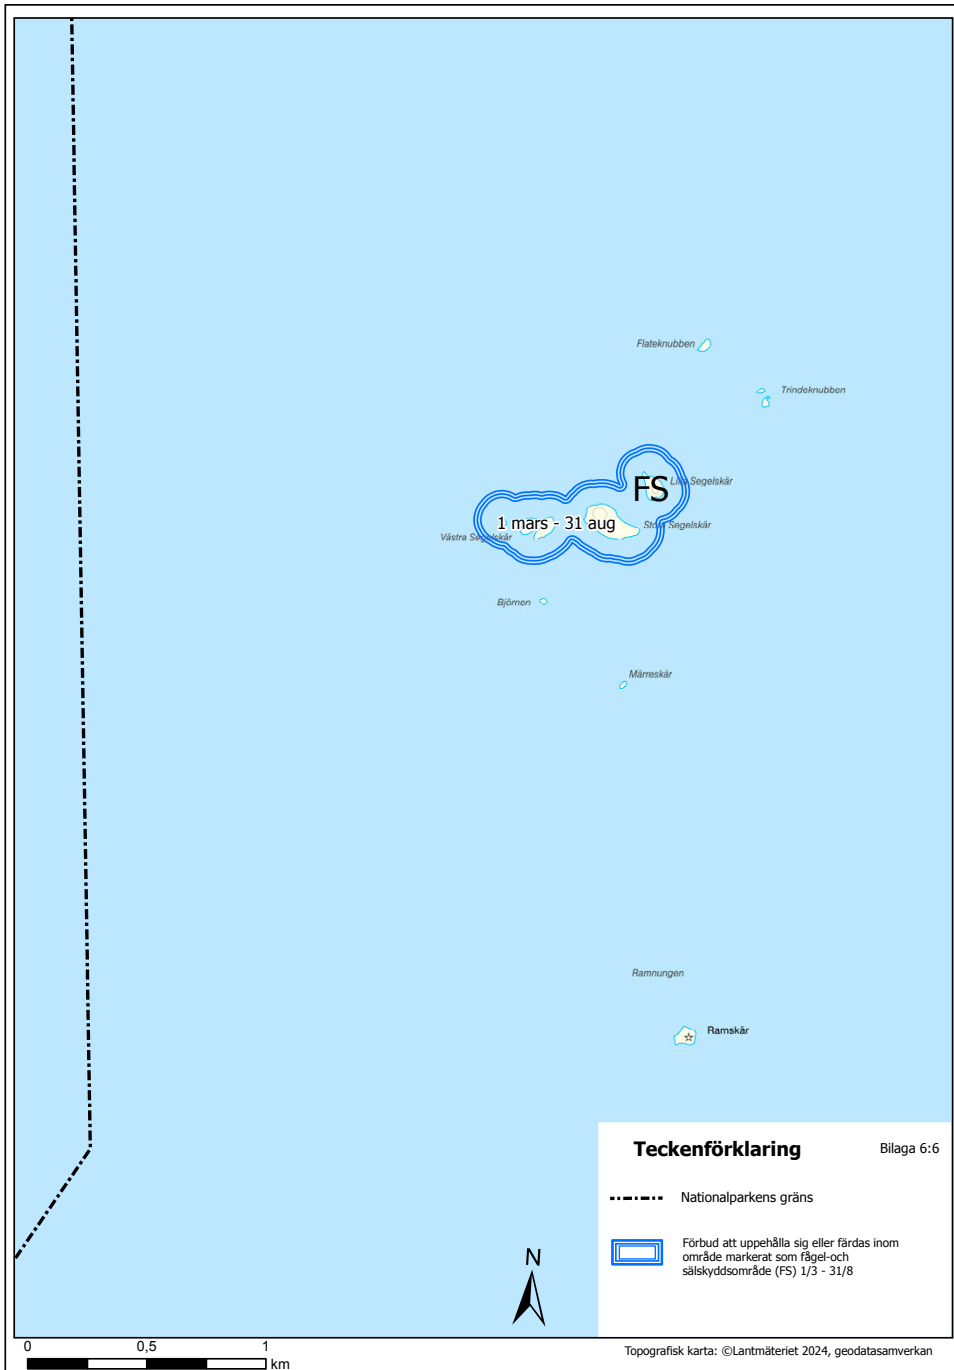 Flateknubben
Trindeknubben
FS
Lilla Segelskär
1 mars - 31 aug
Stora Segelskär
Västra Segelskär
Björnen
Märreskär
Ramnungen
Ramskär
Teckenförklaring
Bilaga 6:6
Nationalparkens gräns
Förbud att uppehålla sig eller färdas inom
område markerat som fågel-och
sälskyddsområde (FS) 1/3 - 31/8
N
0 0,5 1
km
Topografisk karta: ©Lantmäteriet 2024, geodatasamverkan